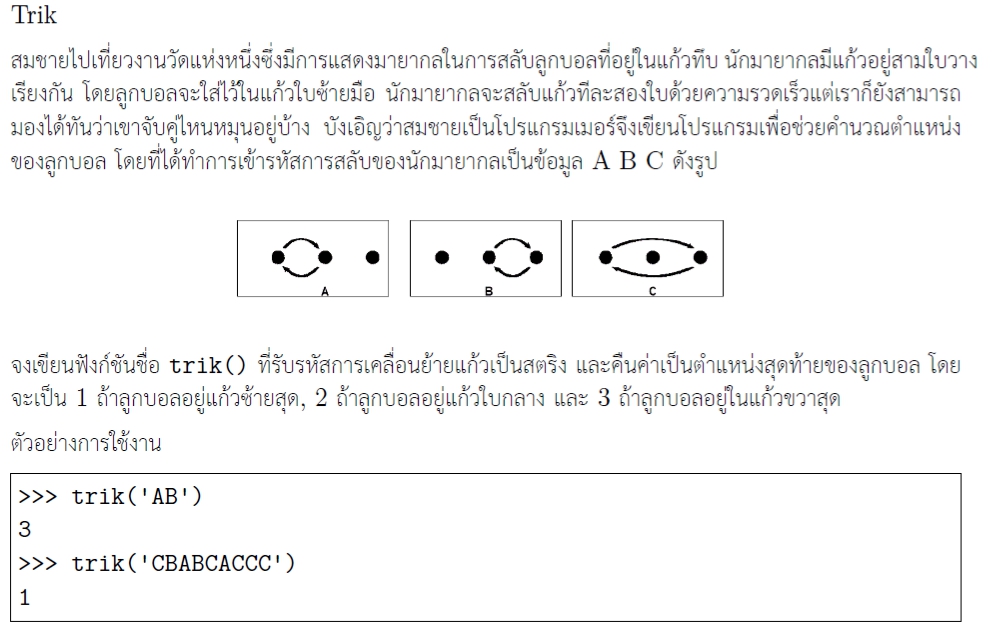 Trik
สมชายไปเที่ยวงานวัดแห่งหนึ่งซึ่งมีการแสดงมายากลในการสลับลูกบอลที่อยู่ในแก้วทึบ นักมายากลมีแก้วอยู่สามใบวาง
เรียงกัน โดยลูกบอลจะใส่ไว้ในแก้วใบซ้ายมือ นักมายากลจะสลับแก้วทีละสองใบด้วยความรวดเร็วแต่เราก็ยังสามารถ
มองได้ทันว่าเขาจับคู่ไหนหมุนอยู่บ้าง บังเอิญว่าสมชายเป็นโปรแกรมเมอร์จึงเขียนโปรแกรมเพื่อช่วยคำนวณตำแหน่ง
ของลูกบอล โดยที่ได้ทำการเข้ารหัสการสลับของนักมายากลเป็นข้อมูล A B C ดังรูป
A B C
จงเขียนฟังก์ชันชื่อ trik() ที่รับรหัสการเคลื่อนย้ายแก้วเป็นสตริง และคืนค่าเป็นตำแหน่งสุดท้ายของลูกบอล โดย
จะเป็น 1 ถ้าลูกบอลอยู่แก้วซ้ายสุด, 2 ถ้าลูกบอลอยู่แก้วใบกลาง และ 3 ถ้าลูกบอลอยู่ในแก้วขวาสุด
ตัวอย่างการใช้งาน
>>> trik('AB')
3
>>> trik('CBABCACCC')
1